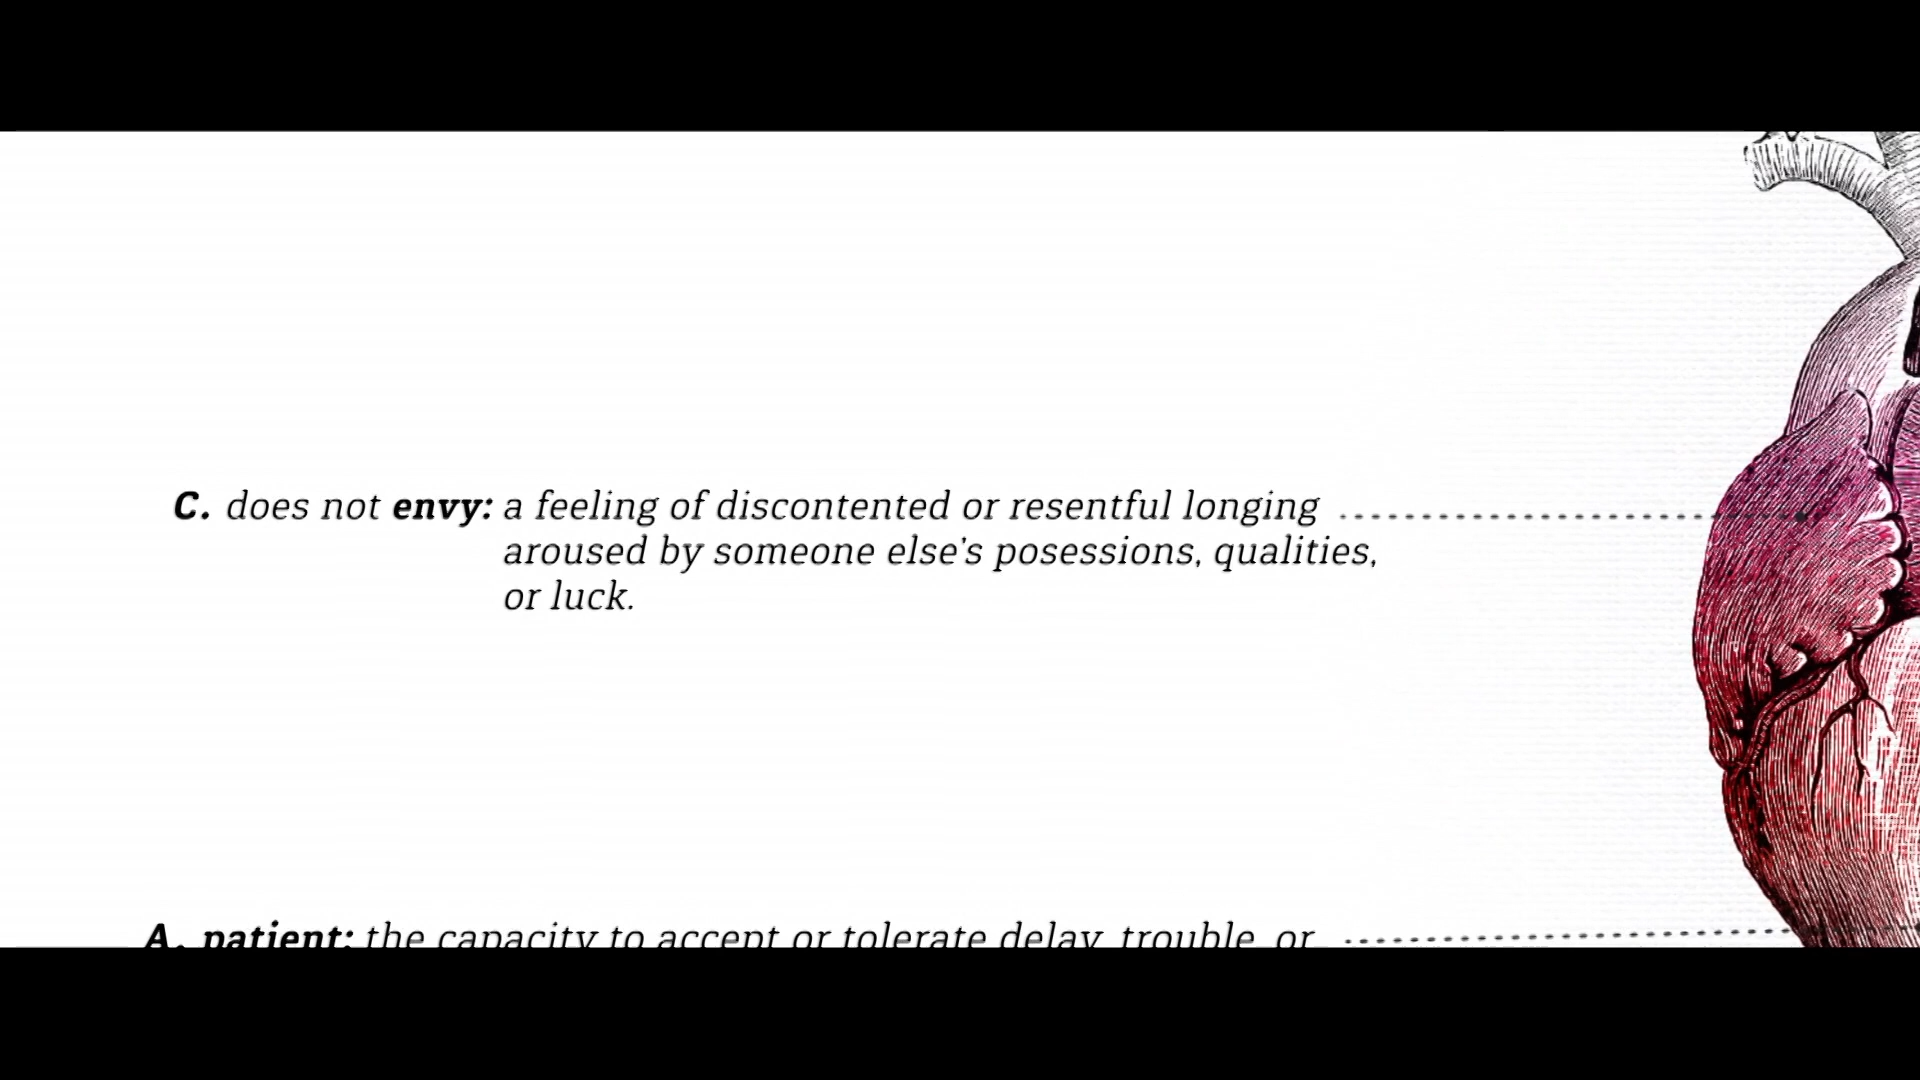 C. does not envy: a feeling of discontented or resentful longing
aroused by someone else's posessions, qualities,
or luck.
A. patient: the capacity to accept or tolerate delay, trouble, or